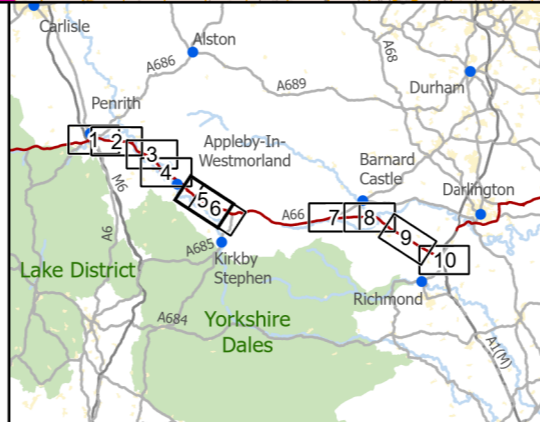 Carlisle
Alston
A686
A68
A689
Durham
Penrith
1
2
3
4
5
6
Appleby-In-
Westmorland
Barnard
Castle
Darlington
M6
A66
7
8
9
10
A6
A685
Kirkby
Stephen
Lake District
Richmond
A684
Yorkshire
Dales
A1(M)